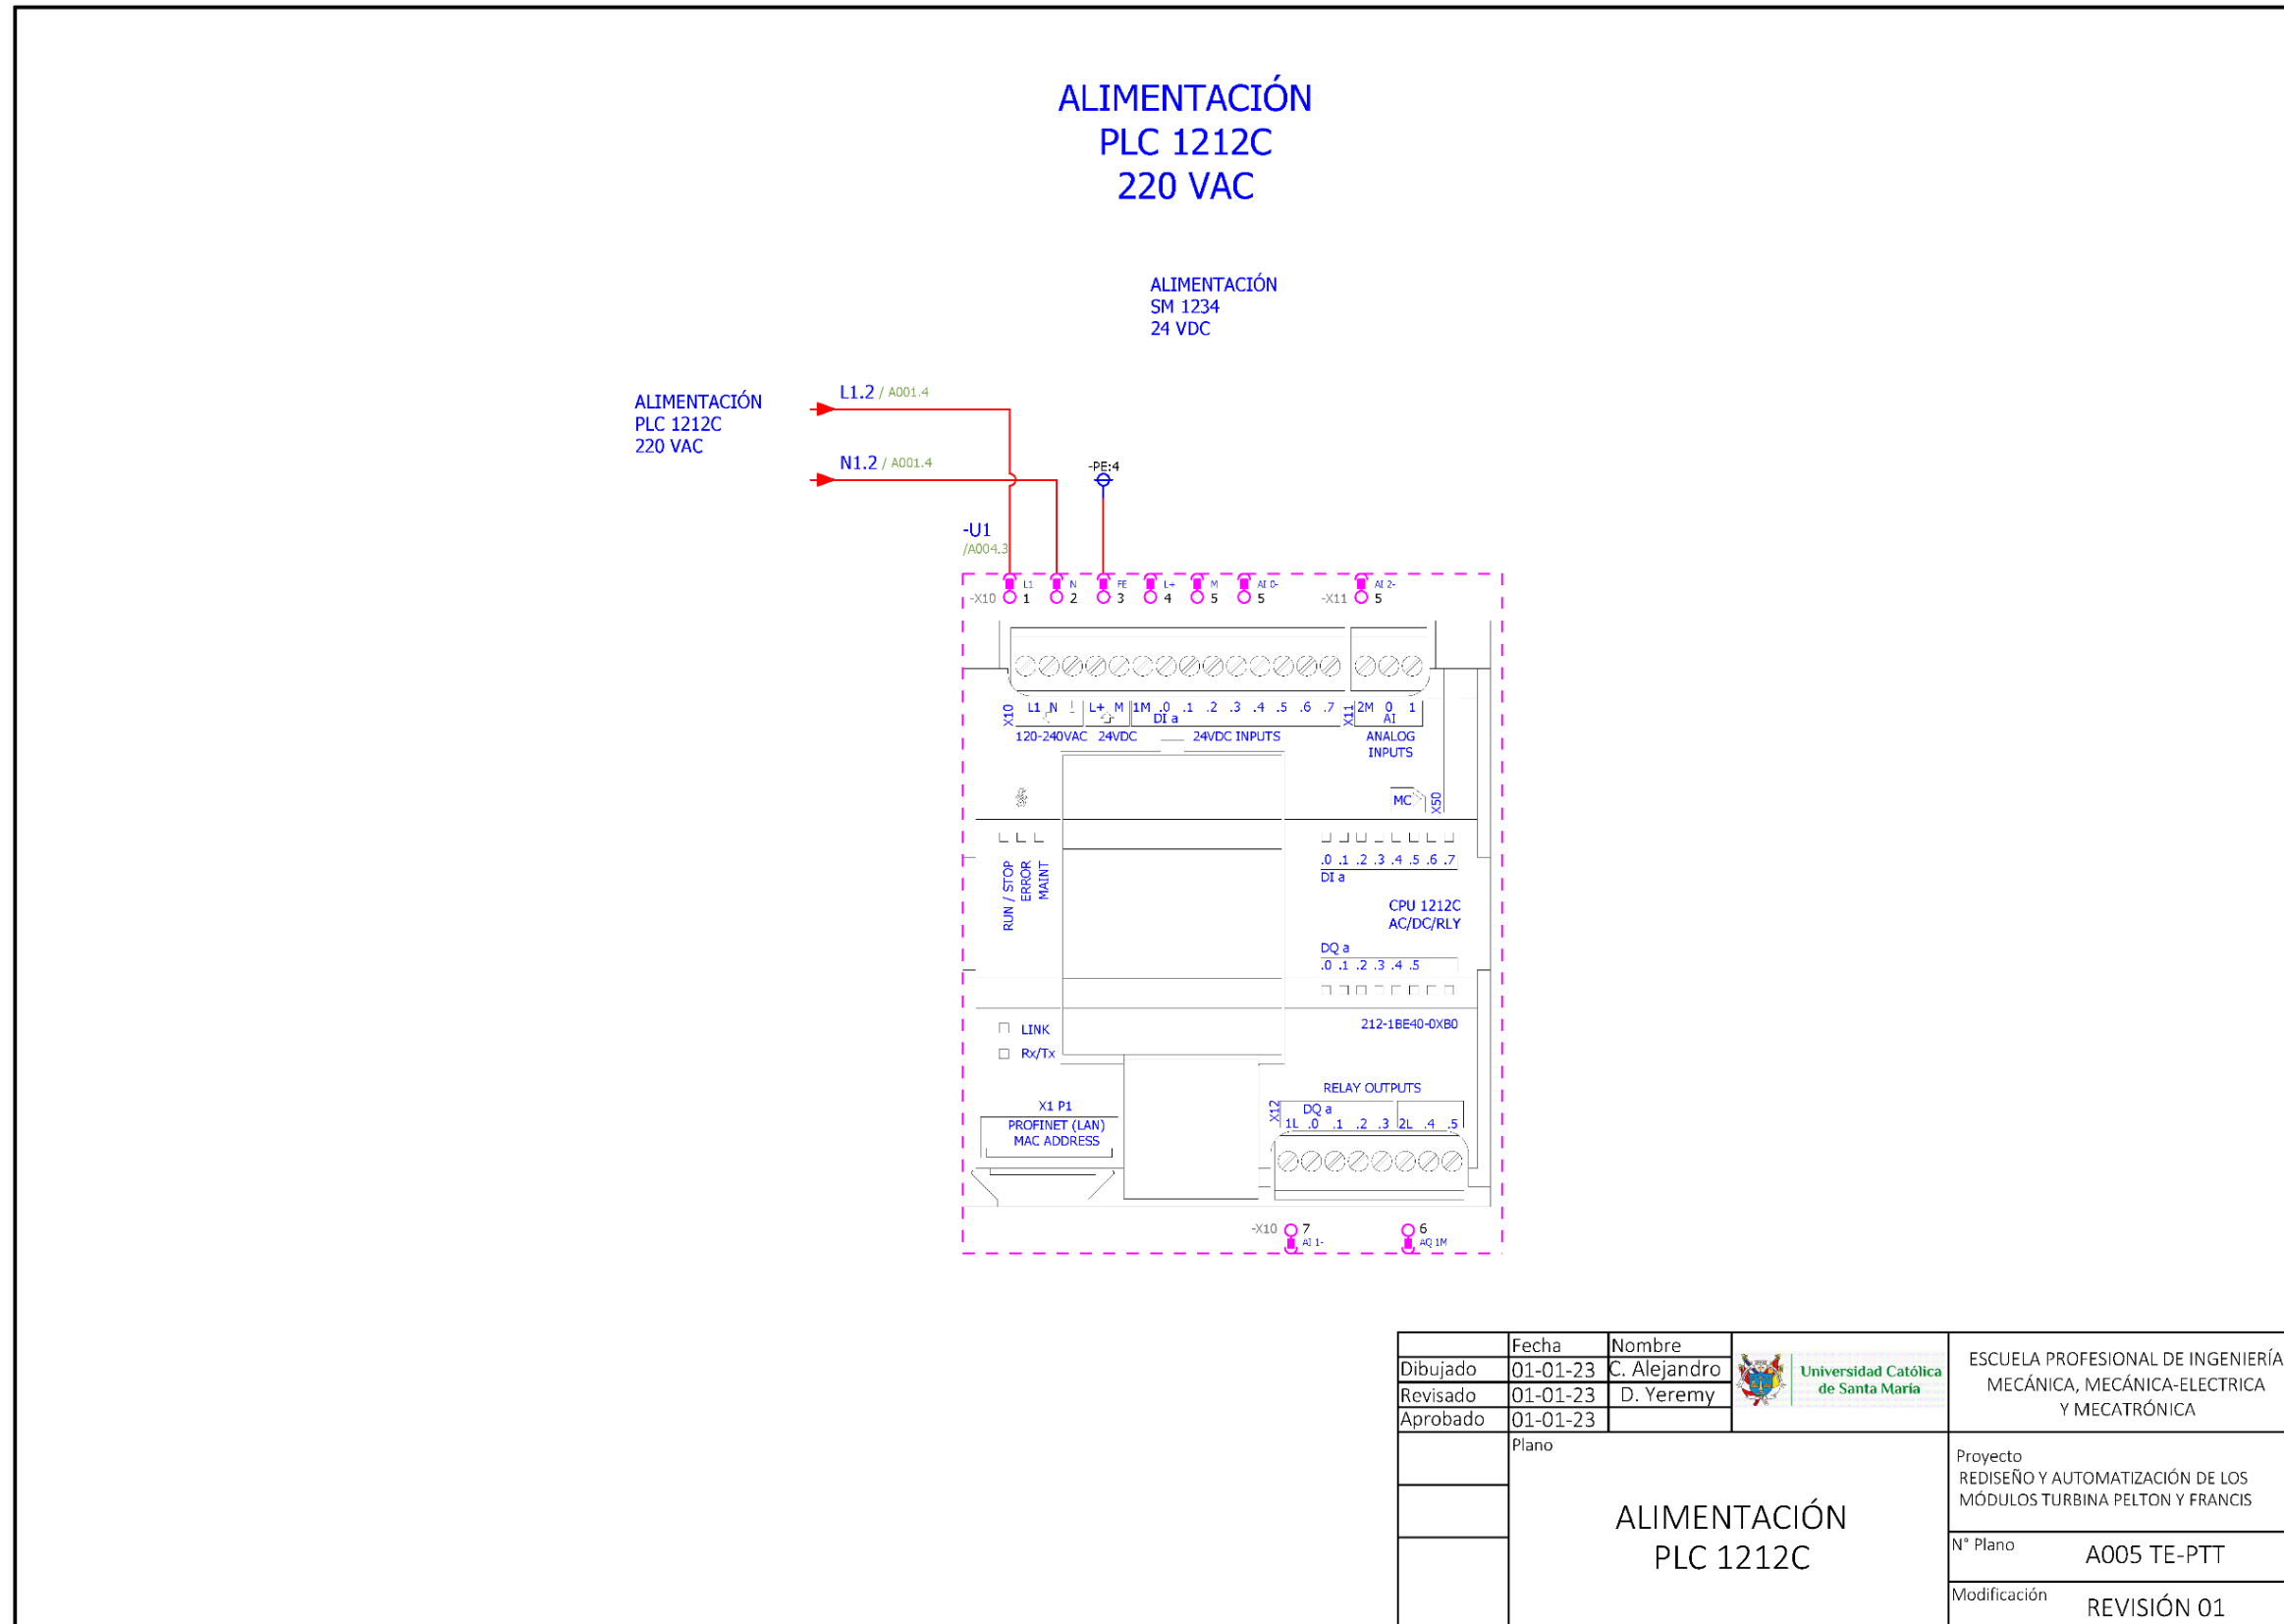 ALIMENTACIÓN
PLC 1212C
220 VAC
ALIMENTACIÓN
SM 1234
24 VDC
ALIMENTACIÓN
PLC 1212C
220 VAC
L1.2 / A001.4
N1.2 / A001.4
-PE:4
-U1
/A004.3
L1 N FE L+ M AI 0- AI 2-
-X10 1 2 3 4 5 5 -X11 5
X10 L1 N L+ M 1M .0 .1 .2 .3 .4 .5 .6 .7 X11 2M 0 1
DI a AI
120-240VAC 24VDC 24VDC INPUTS ANALOG
INPUTS
MC X50
.0 .1 .2 .3 .4 .5 .6 .7
DI a
RUN / STOP
ERROR
MAINT
CPU 1212C
AC/DC/RLY
DQ a
.0 .1 .2 .3 .4 .5
212-1BE40-0XB0
LINK
Rx/Tx
RELAY OUTPUTS
X1 P1
PROFINET (LAN)
MAC ADDRESS
X12 DQ a
1L .0 .1 .2 .3 2L .4 .5
-X10 7 6
AI 1- AQ 1M
Fecha Nombre
Dibujado 01-01-23 C. Alejandro
Revisado 01-01-23 D. Yeremy
Aprobado 01-01-23
Universidad Católica
de Santa María
ESCUELA PROFESIONAL DE INGENIERÍA
MECÁNICA, MECÁNICA-ELECTRICA
Y MECATRÓNICA
Plano
ALIMENTACIÓN
PLC 1212C
Proyecto
REDISEÑO Y AUTOMATIZACIÓN DE LOS
MÓDULOS TURBINA PELTON Y FRANCIS
N° Plano A005 TE-PTT
Modificación REVISIÓN 01